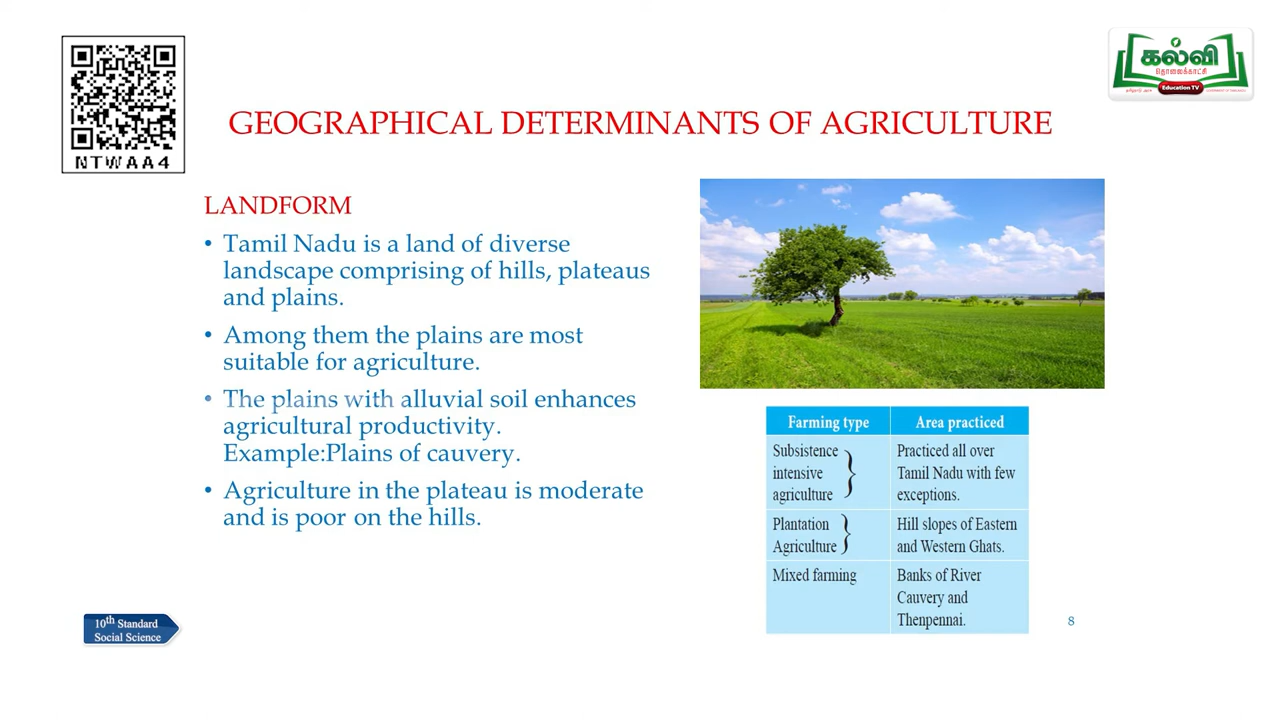 NTWAA4
கல்வி
தொலைக்காட்சி
Education TV
GEOGRAPHICAL DETERMINANTS OF AGRICULTURE
LANDFORM
• Tamil Nadu is a land of diverse
landscape comprising of hills, plateaus
and plains.
• Among them the plains are most
suitable for agriculture.
• The plains with alluvial soil enhances
agricultural productivity.
Example:Plains of cauvery.
• Agriculture in the plateau is moderate
and is poor on the hills.
Farming type Area practiced
Subsistence Practiced all over
intensive Tamil Nadu with few
agriculture exceptions.
Plantation Hill slopes of Eastern
Agriculture and Western Ghats.
Mixed farming Banks of River
Cauvery and
Thenpennai.
10th Standard
Social Science
8